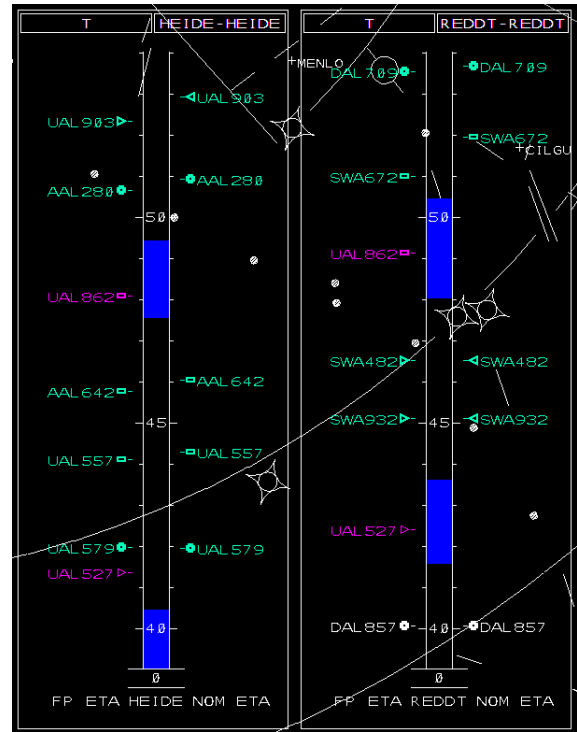 T HEIDE-HEIDE
UAL903 UAL903
AAL280 AAL280
50
UAL862
AAL642 AAL642
45
UAL557 UAL557
UAL579 UAL579
UAL527
40
0
FP ETA HEIDE NOM ETA
T REDDT-REDDT
MENLO
DAL709 DAL709
SWA672
CILGU
SWA672
50
UAL862
SWA482 SWA482
SWA932 45 SWA932
UAL527
DAL857 40 DAL857
0
FP ETA REDDT NOM ETA